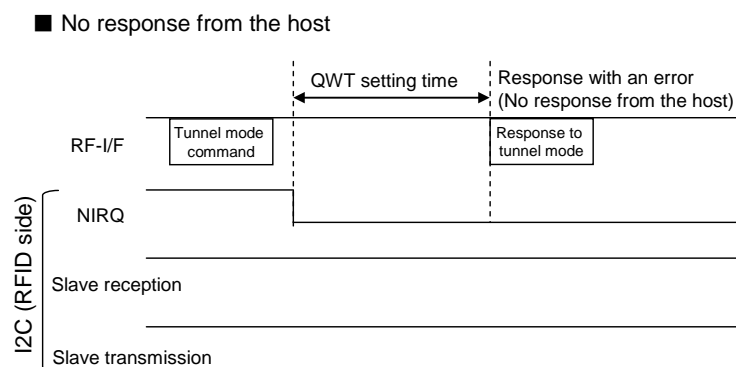 ■ No response from the host
QWT setting time
Response with an error
(No response from the host)
RF-I/F
Tunnel mode
command
Response to
tunnel mode
NIRQ
I2C (RFID side)
Slave reception
Slave transmission